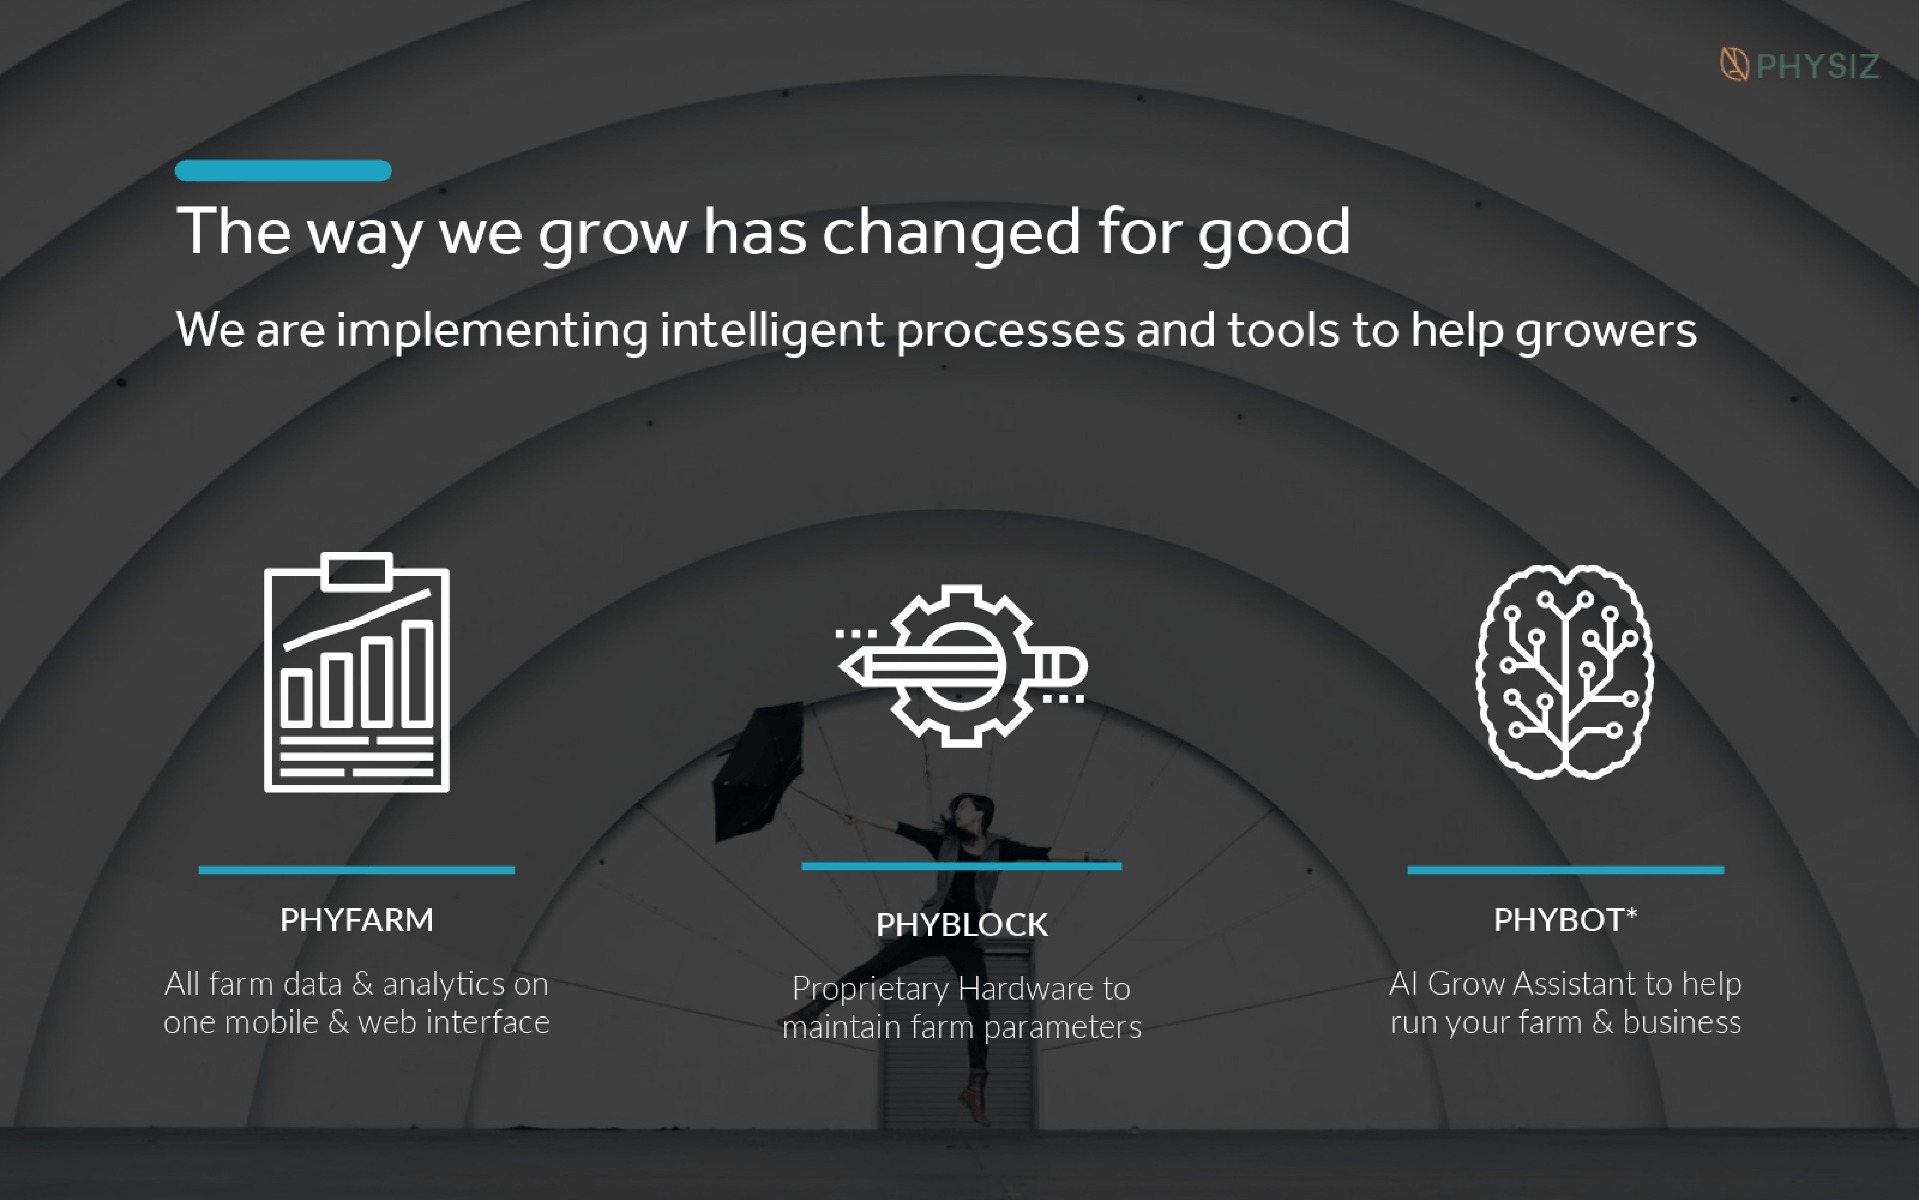 PHYSIZ
The way we grow has changed for good
We are implementing intelligent processes and tools to help growers
PHYFARM
All farm data & analytics on
one mobile & web interface
PHYBLOCK
Proprietary Hardware to
maintain farm parameters
PHYBOT*
AI Grow Assistant to help
run your farm & business